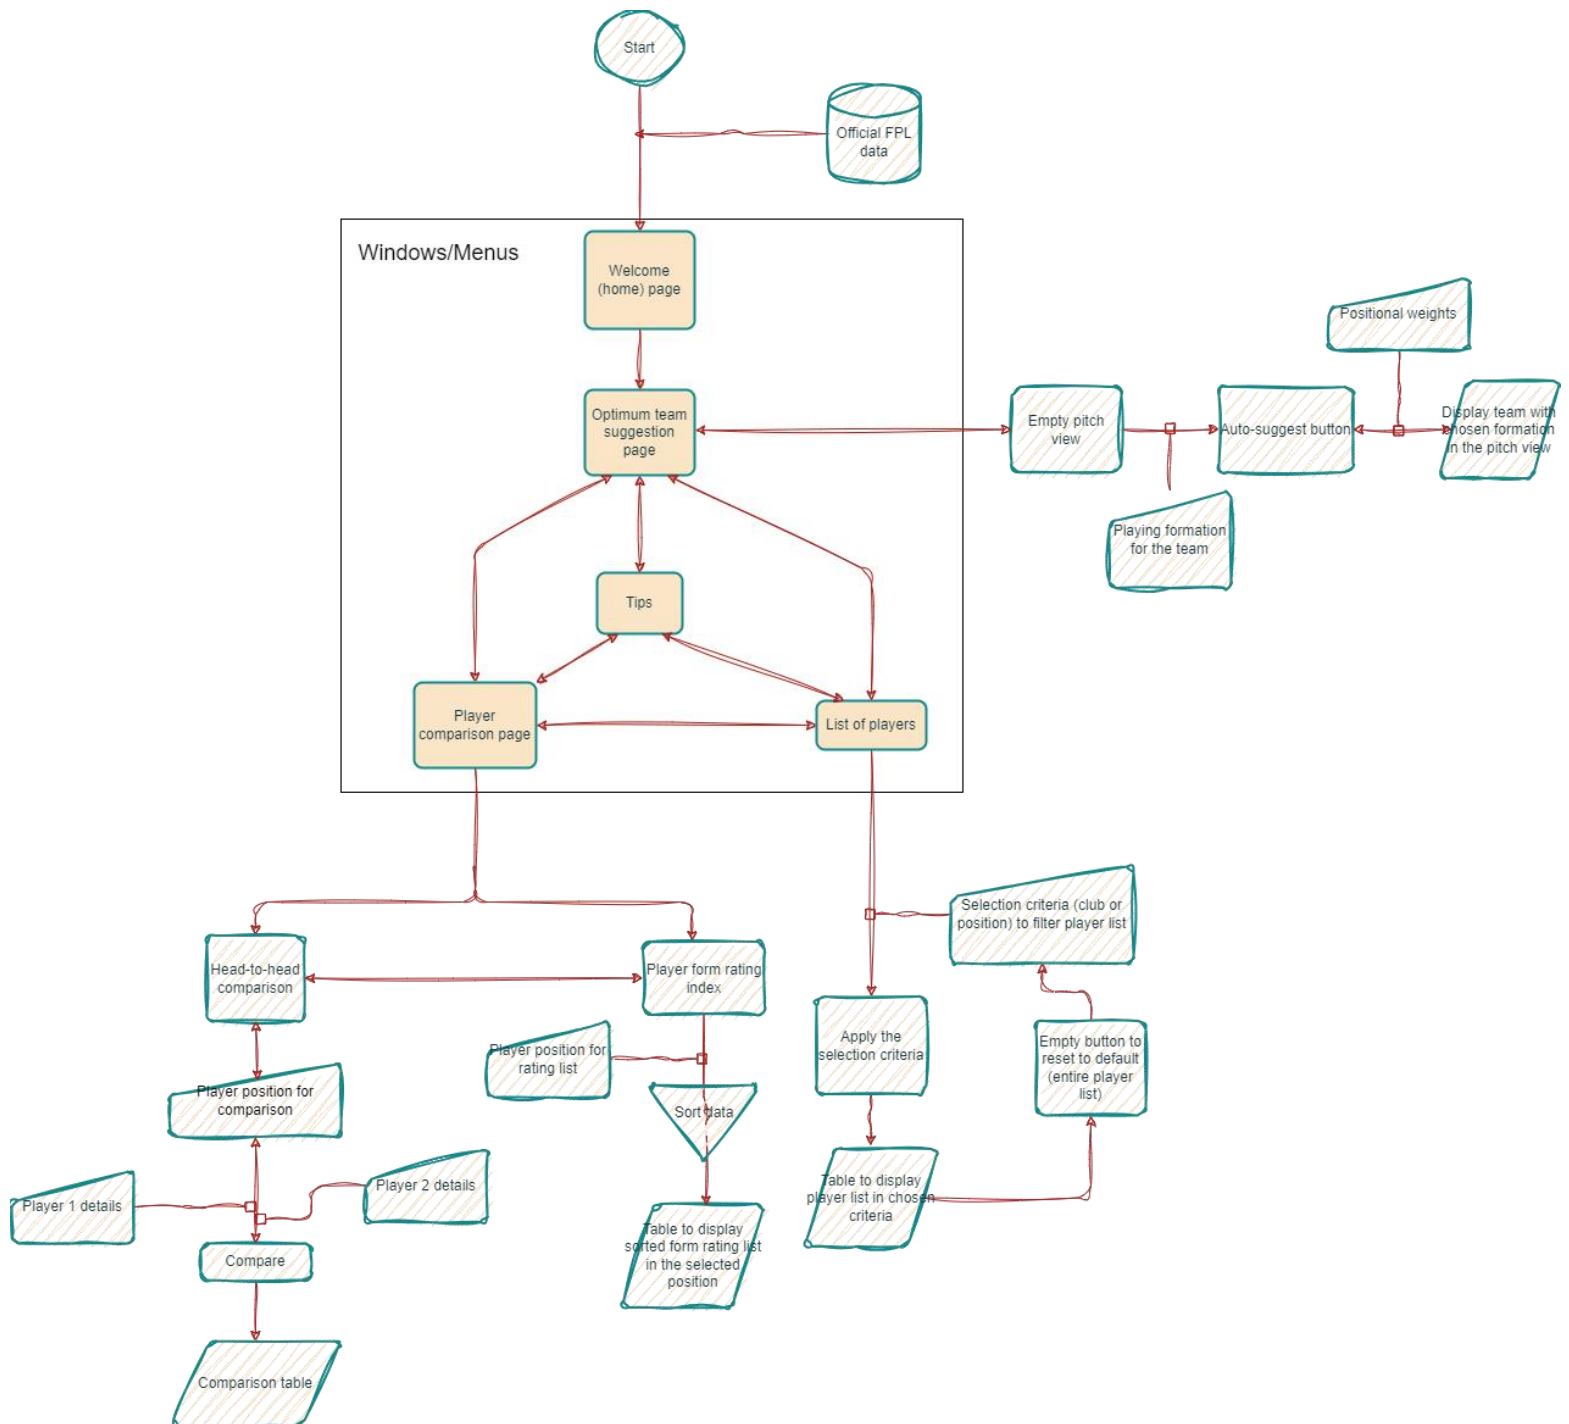 Start
Official FPL
data
Windows/Menus
Welcome
(home) page
Positional weights
Optimum team
suggestion
page
Empty pitch
view
Auto-suggest button
Display team with
chosen formation
in the pitch view
Playing formation
for the team
Tips
Player
comparison page
List of players
Selection criteria (club or
position) to filter player list
Head-to-head
comparison
Player form rating
index
Apply the
selection criteria
Empty button to
reset to default
(entire player
list)
Player position for
rating list
Player position for
comparison
Sort data
Player 1 details
Player 2 details
Table to display
player list in chosen
criteria
Table to display
sorted form rating list
in the selected
position
Compare
Comparison table